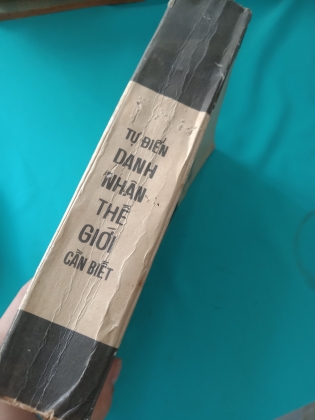 TỰ ĐIỂN
DANH
NHÂN
THẾ
GIỚI
CẦN BIẾT